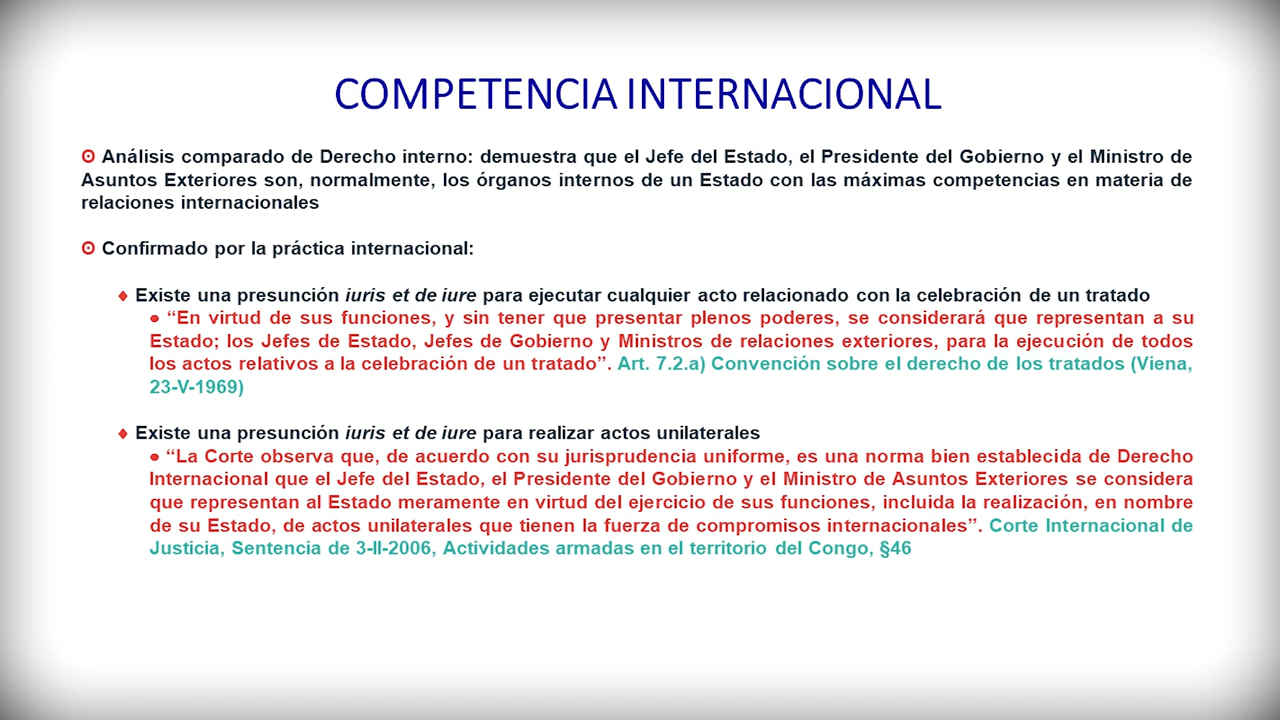 COMPETENCIA INTERNACIONAL
ʘ Análisis comparado de Derecho interno: demuestra que el Jefe del Estado, el Presidente del Gobierno y el Ministro de
Asuntos Exteriores son, normalmente, los órganos internos de un Estado con las máximas competencias en materia de
relaciones internacionales
ʘ Confirmado por la práctica internacional:
♦ Existe una presunción iuris et de iure para ejecutar cualquier acto relacionado con la celebración de un tratado
● “En virtud de sus funciones, y sin tener que presentar plenos poderes, se considerará que representan a su
Estado; los Jefes de Estado, Jefes de Gobierno y Ministros de relaciones exteriores, para la ejecución de todos
los actos relativos a la celebración de un tratado”. Art. 7.2.a) Convención sobre el derecho de los tratados (Viena,
23-V-1969)
♦ Existe una presunción iuris et de iure para realizar actos unilaterales
● “La Corte observa que, de acuerdo con su jurisprudencia uniforme, es una norma bien establecida de Derecho
Internacional que el Jefe del Estado, el Presidente del Gobierno y el Ministro de Asuntos Exteriores se considera
que representan al Estado meramente en virtud del ejercicio de sus funciones, incluida la realización, en nombre
de su Estado, de actos unilaterales que tienen la fuerza de compromisos internacionales”. Corte Internacional de
Justicia, Sentencia de 3-II-2006, Actividades armadas en el territorio del Congo, §46